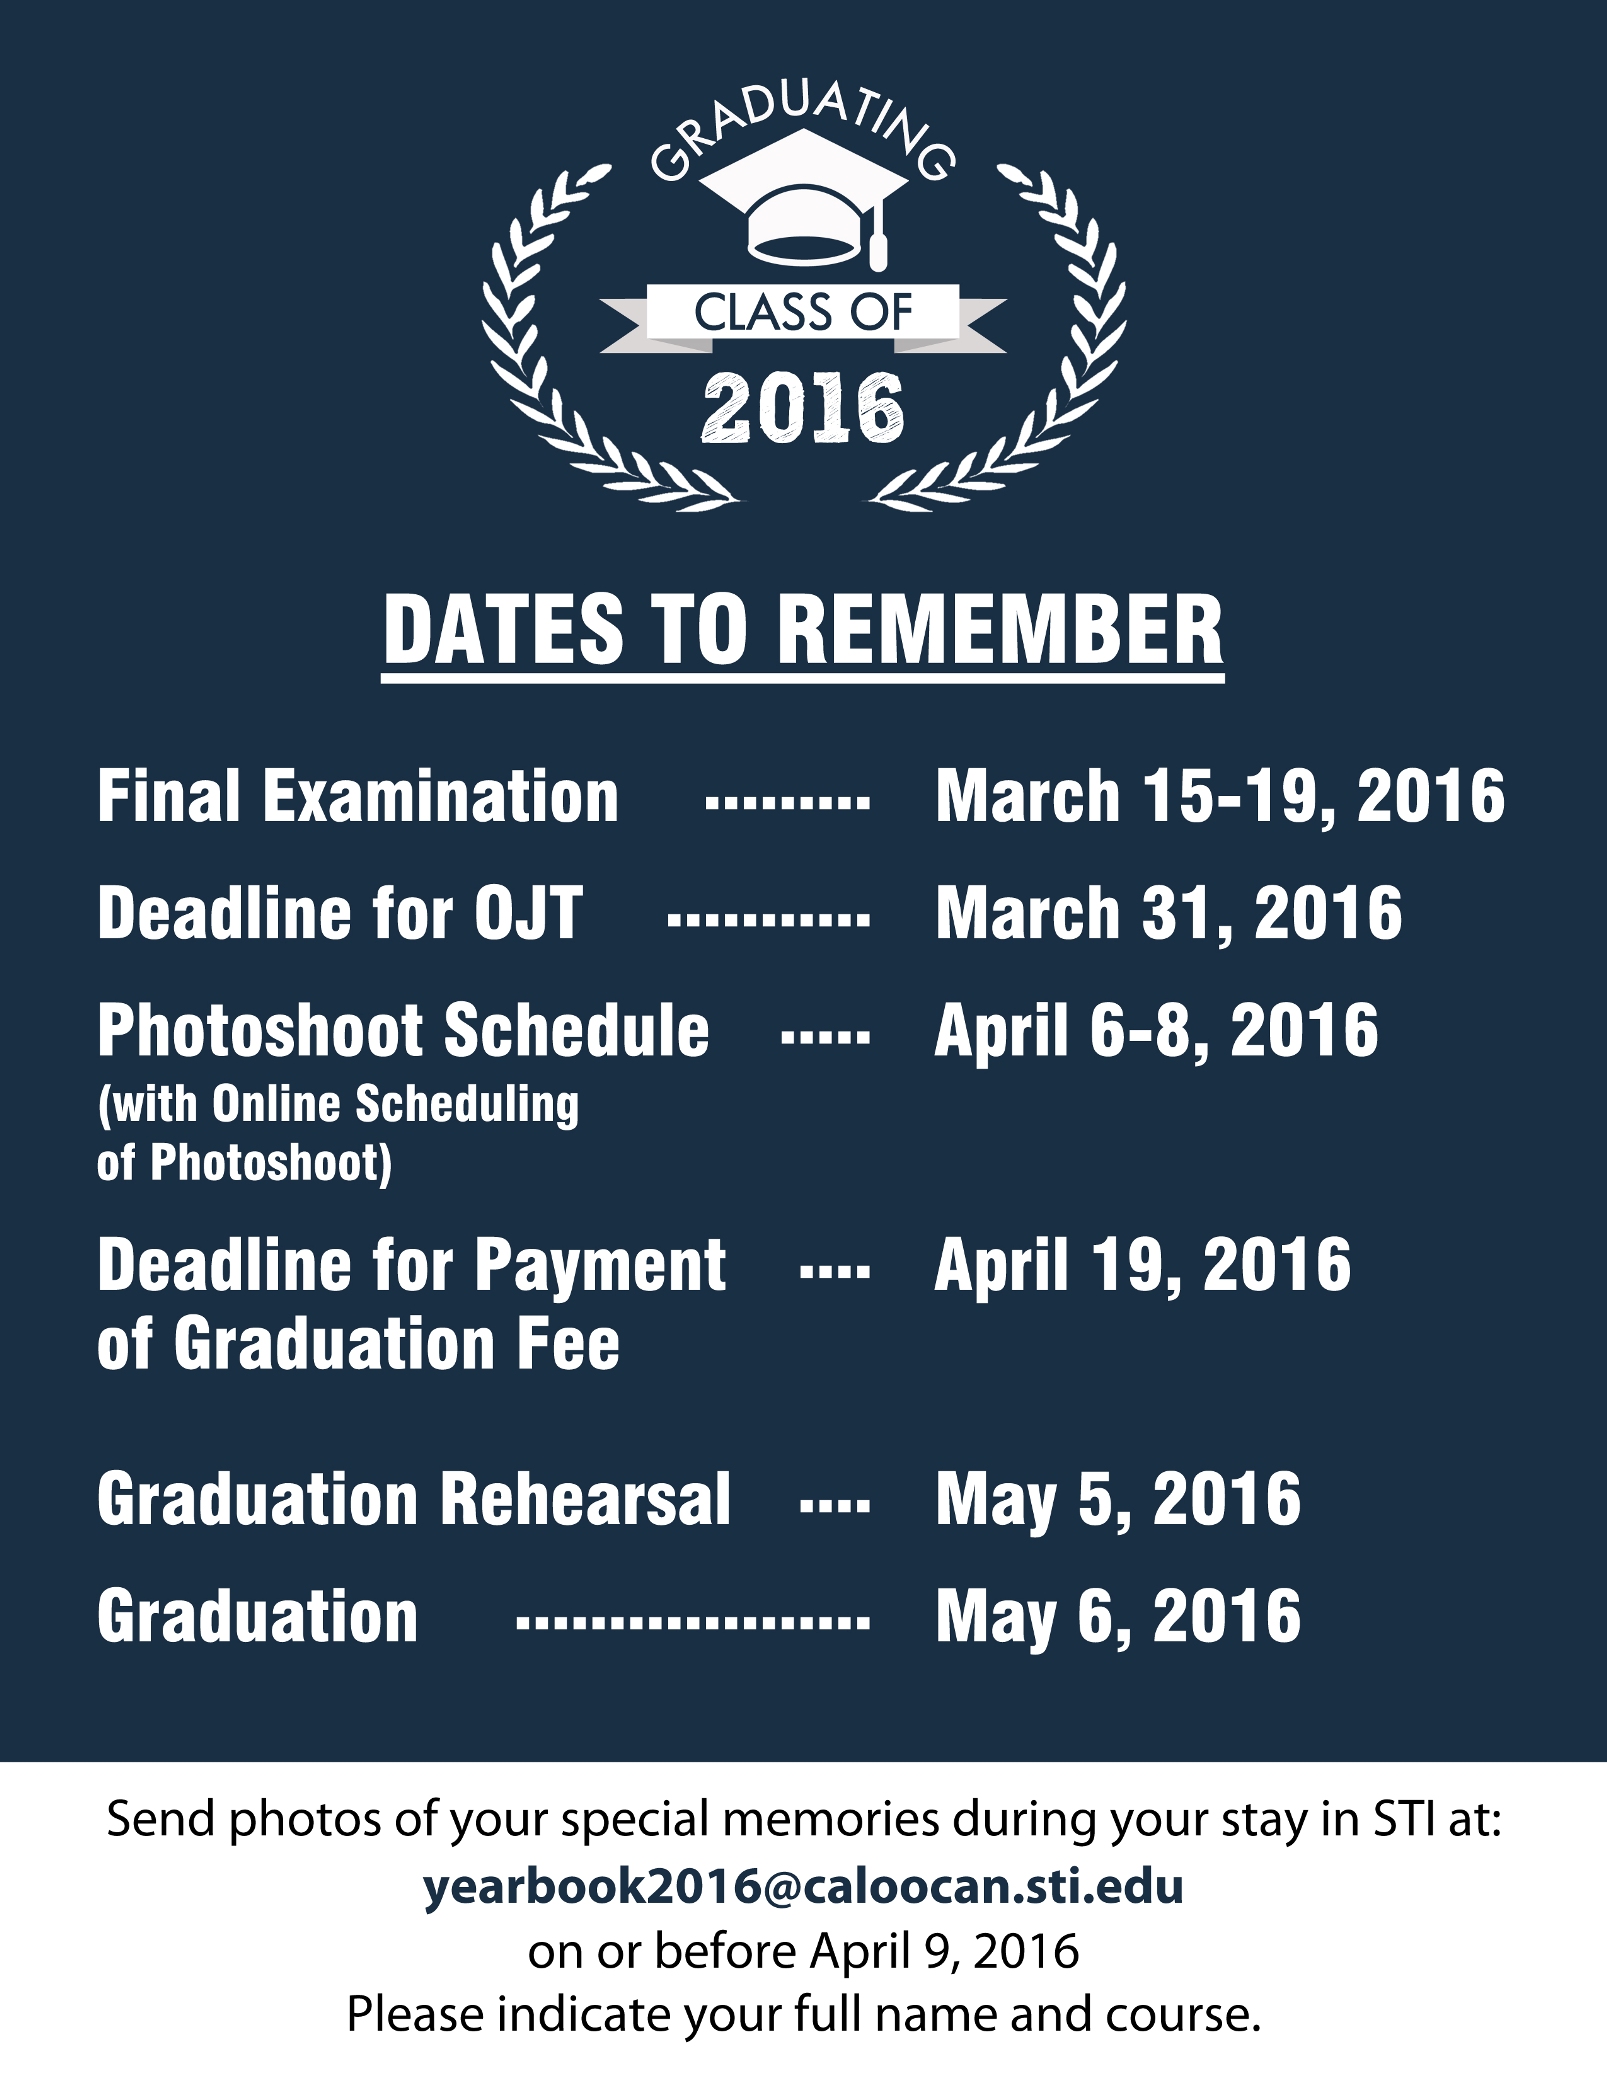 GRADUATING
CLASS OF
2016
DATES TO REMEMBER
Final Examination ......... March 15-19, 2016
Deadline for OJT ........... March 31, 2016
Photoshoot Schedule ..... April 6-8, 2016
(with Online Scheduling
of Photoshoot)
Deadline for Payment .... April 19, 2016
of Graduation Fee
Graduation Rehearsal .... May 5, 2016
Graduation ................... May 6, 2016
Send photos of your special memories during your stay in STI at:
yearbook2016@caloocan.sti.edu
on or before April 9, 2016
Please indicate your full name and course.